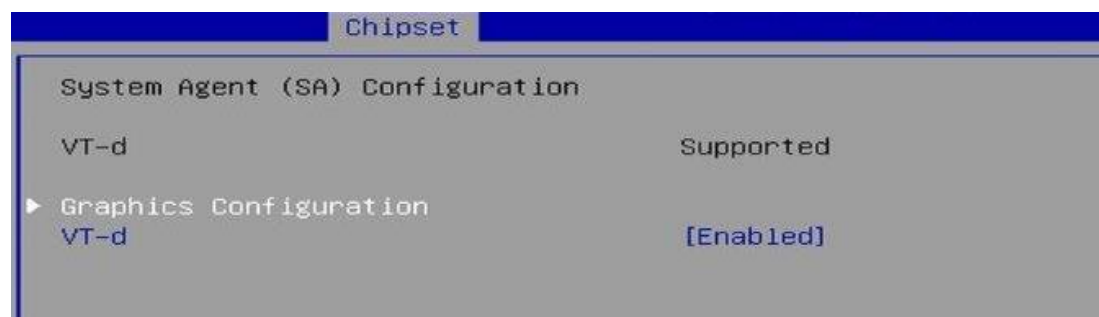 Chipset
System Agent (SA) Configuration
VT-d Supported
Graphics Configuration
VT-d [Enabled]